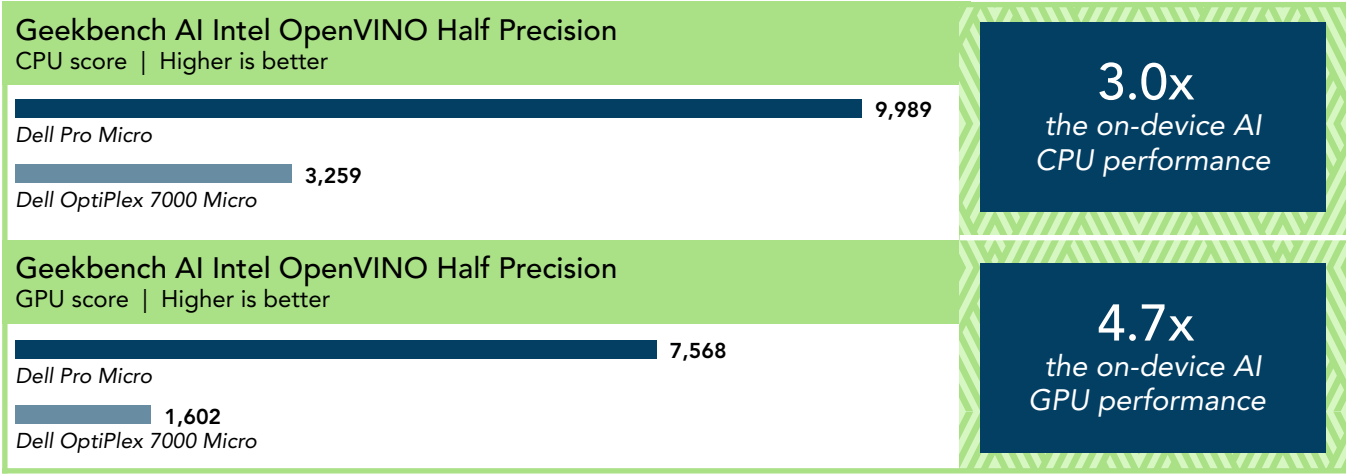 Geekbench AI Intel OpenVINO Half Precision
CPU score | Higher is better
9,989
Dell Pro Micro
3,259
Dell OptiPlex 7000 Micro
3.0x
the on-device AI
CPU performance
Geekbench AI Intel OpenVINO Half Precision
GPU score | Higher is better
7,568
Dell Pro Micro
1,602
Dell OptiPlex 7000 Micro
4.7x
the on-device AI
GPU performance